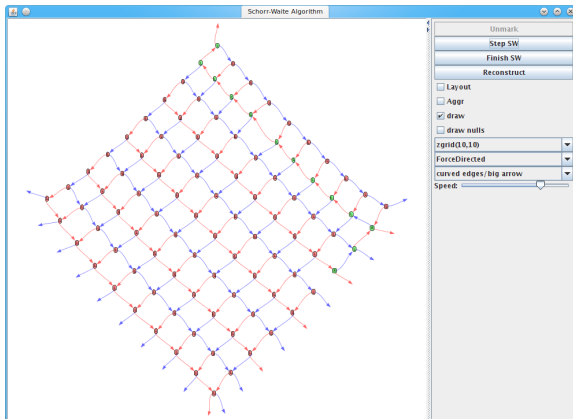 Schorr-Waite Algorithm
Unmark
Step SW
Finish SW
Reconstruct
Layout
Aggr
draw
draw nulls
zgrid(10,10)
ForceDirected
curved edges/big arrow
Speed: